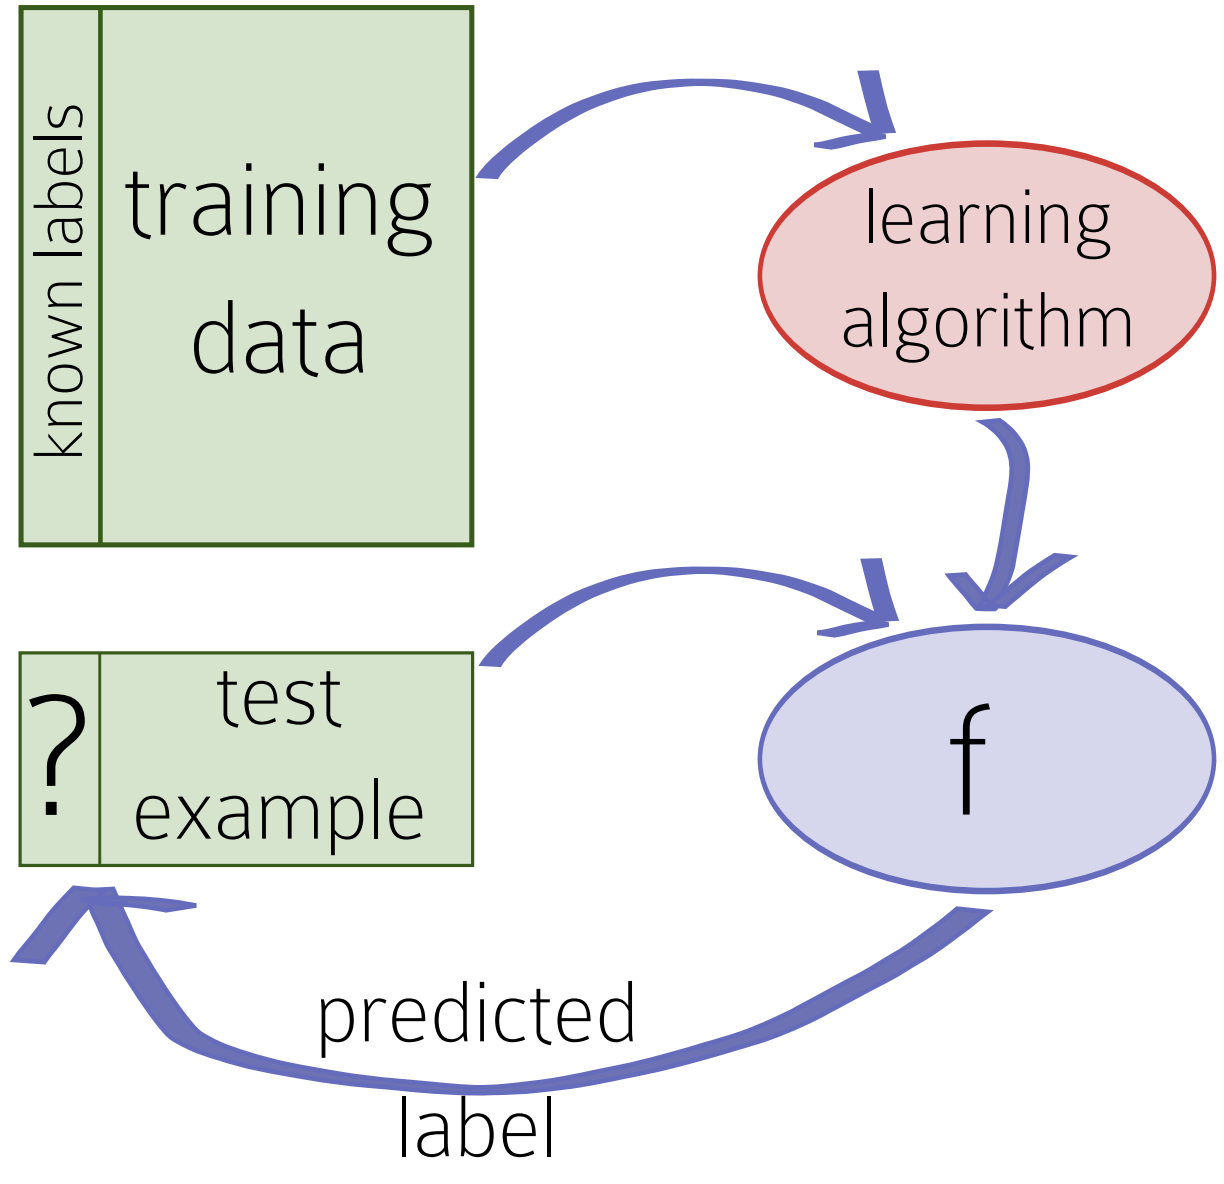 known labels
training
data
learning
algorithm
?
test
example
f
predicted
label